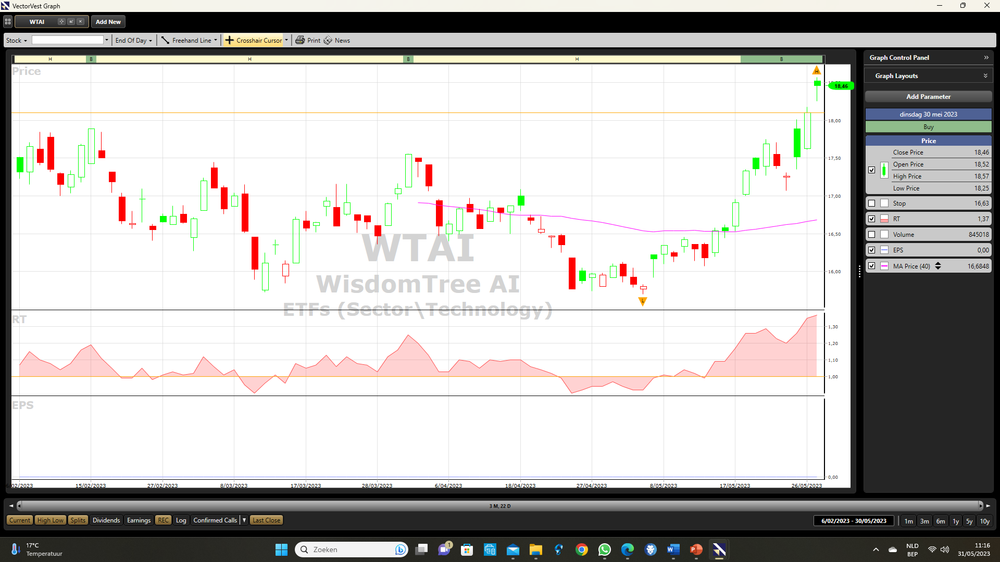 VectorVest Graph
WTAI
Add New
Stock
End Of Day
Freehand Line
Crosshair Cursor
Print
News
H B H B H B
Price
H
18,46
18,00
17,50
17,00
16,50
16,00
WTAI
WisdomTree AI
ETFs (Sector\Technology)
L
RT
1,30
1,20
1,10
1,00
EPS
0,00
6/02/2023 15/02/2023 27/02/2023 8/03/2023 17/03/2023 28/03/2023 6/04/2023 18/04/2023 27/04/2023 8/05/2023 17/05/2023 26/05/2023
Graph Control Panel
Graph Layouts
Add Parameter
dinsdag 30 mei 2023
Buy
Price
Close Price 18,46
Open Price 18,52
High Price 18,57
Low Price 18,25
Stop 16,63
RT 1,37
Volume 845018
EPS 0,00
MA Price (40) 16,6848
3 M, 22 D
Current High Low Splits Dividends Earnings REC Log Confirmed Calls Last Close
6/02/2023 - 30/05/2023 1m 3m 6m 1y 5y 10y
17°C
Temperatuur
Zoeken
1
NLD
BEP
11:16
31/05/2023